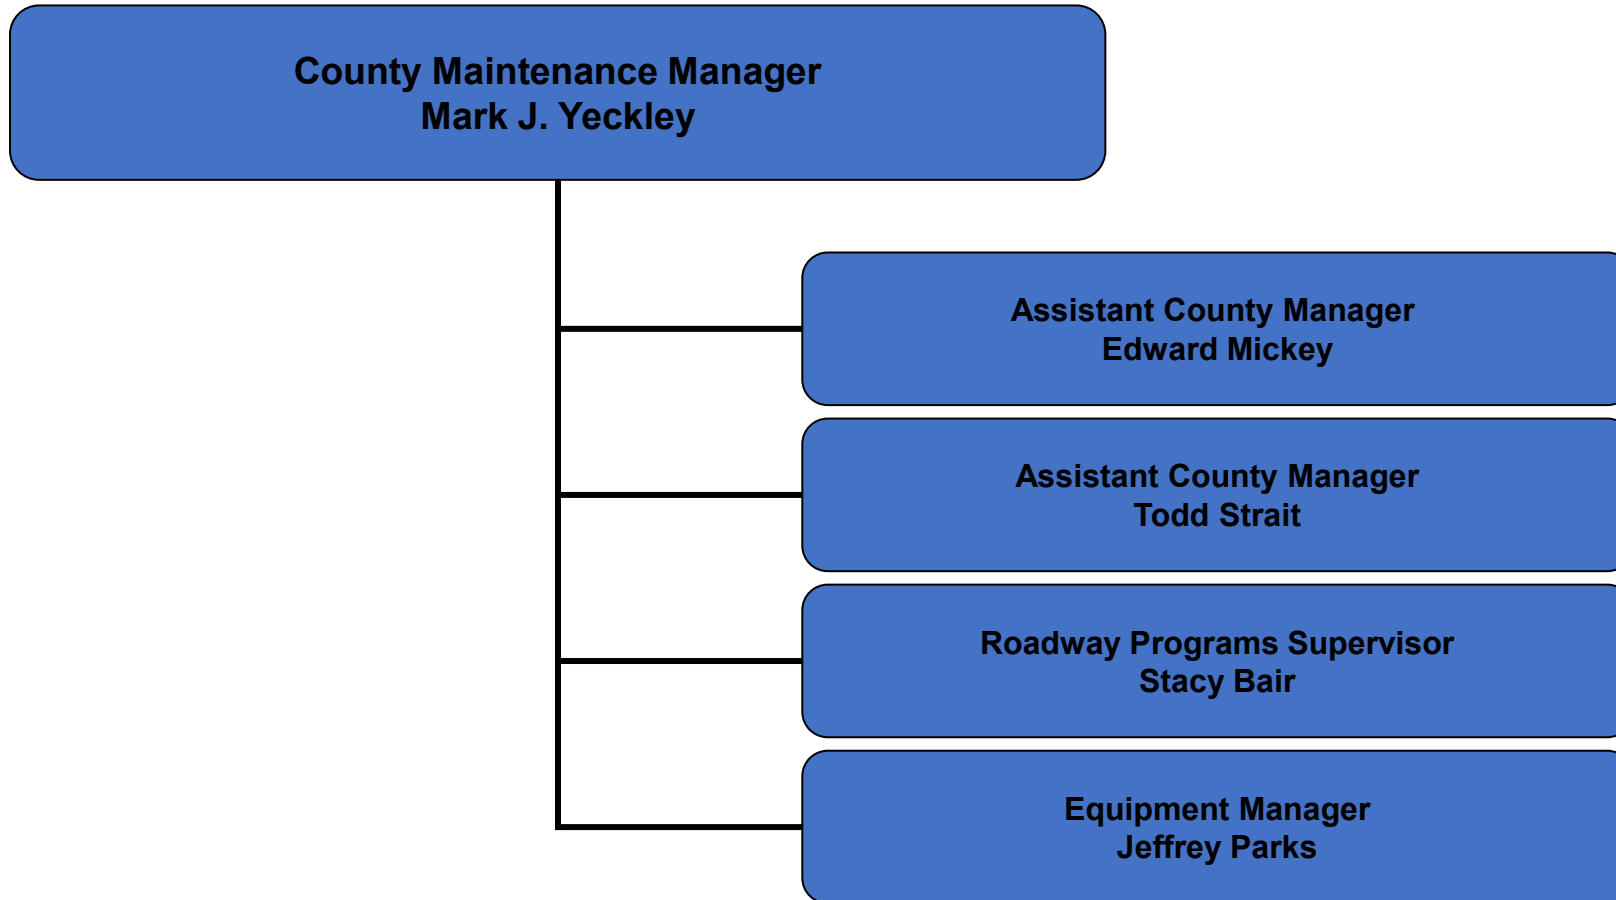 County Maintenance Manager
Mark J. Yeckley
Assistant County Manager
Edward Mickey
Assistant County Manager
Todd Strait
Roadway Programs Supervisor
Stacy Bair
Equipment Manager
Jeffrey Parks